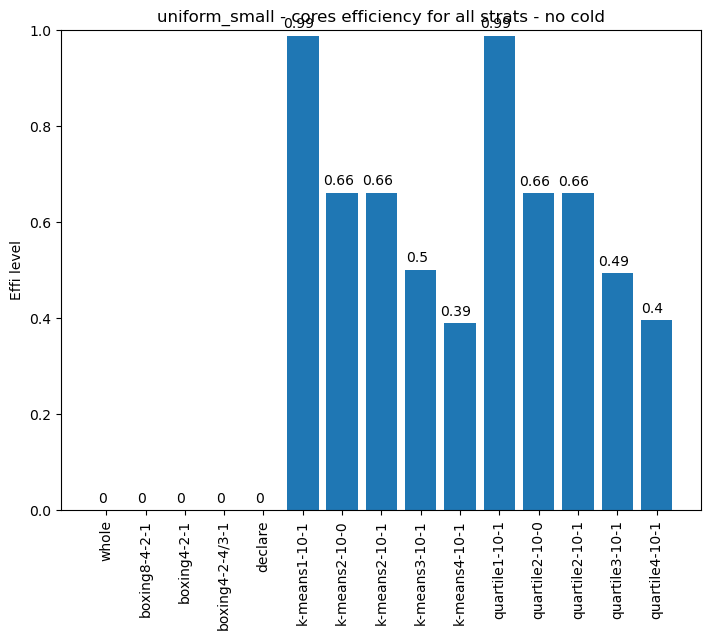 uniform_small - cores efficiency for all strats - no cold
Effi level
1.0
0.8
0.6
0.4
0.2
0.0
0
0
0
0
0
0.99
0.66
0.66
0.5
0.39
0.99
0.66
0.66
0.49
0.4
whole
boxing8-4-2-1
boxing4-2-1
boxing4-2-4/3-1
declare
k-means1-10-1
k-means2-10-0
k-means2-10-1
k-means3-10-1
k-means4-10-1
quartile1-10-1
quartile2-10-0
quartile2-10-1
quartile3-10-1
quartile4-10-1